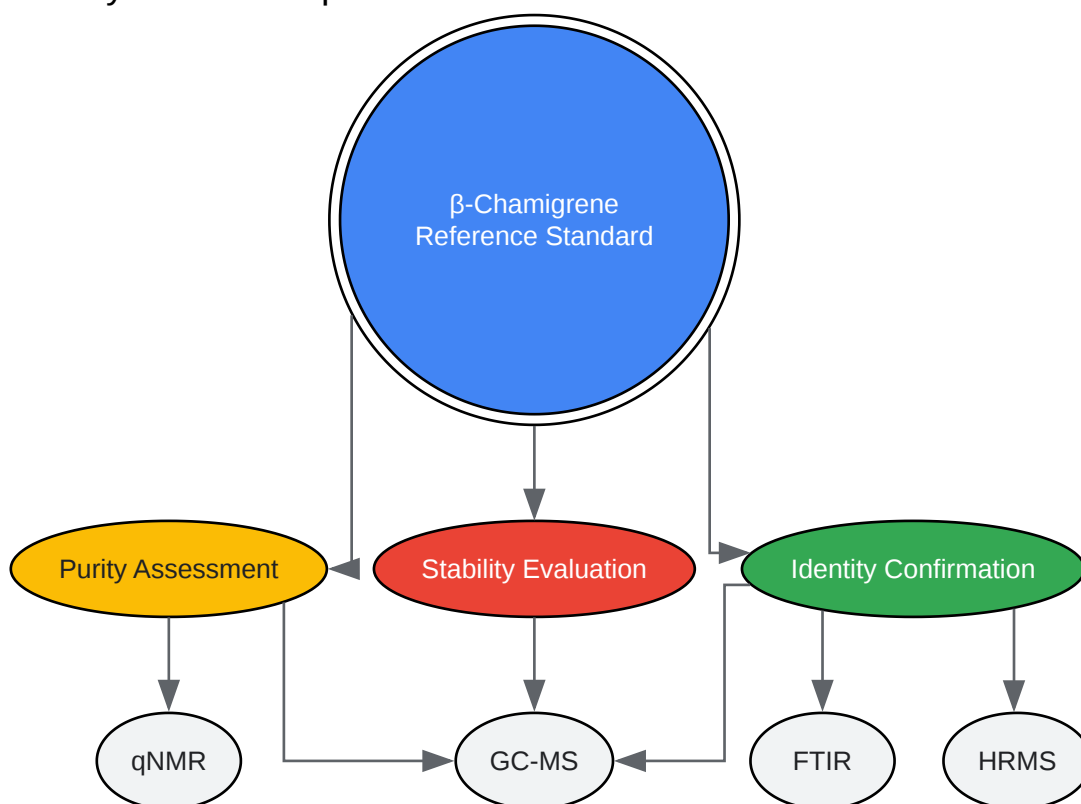 β-Chamigrene
Reference Standard
Purity Assessment
Stability Evaluation
Identity Confirmation
qNMR
GC-MS
FTIR
HRMS